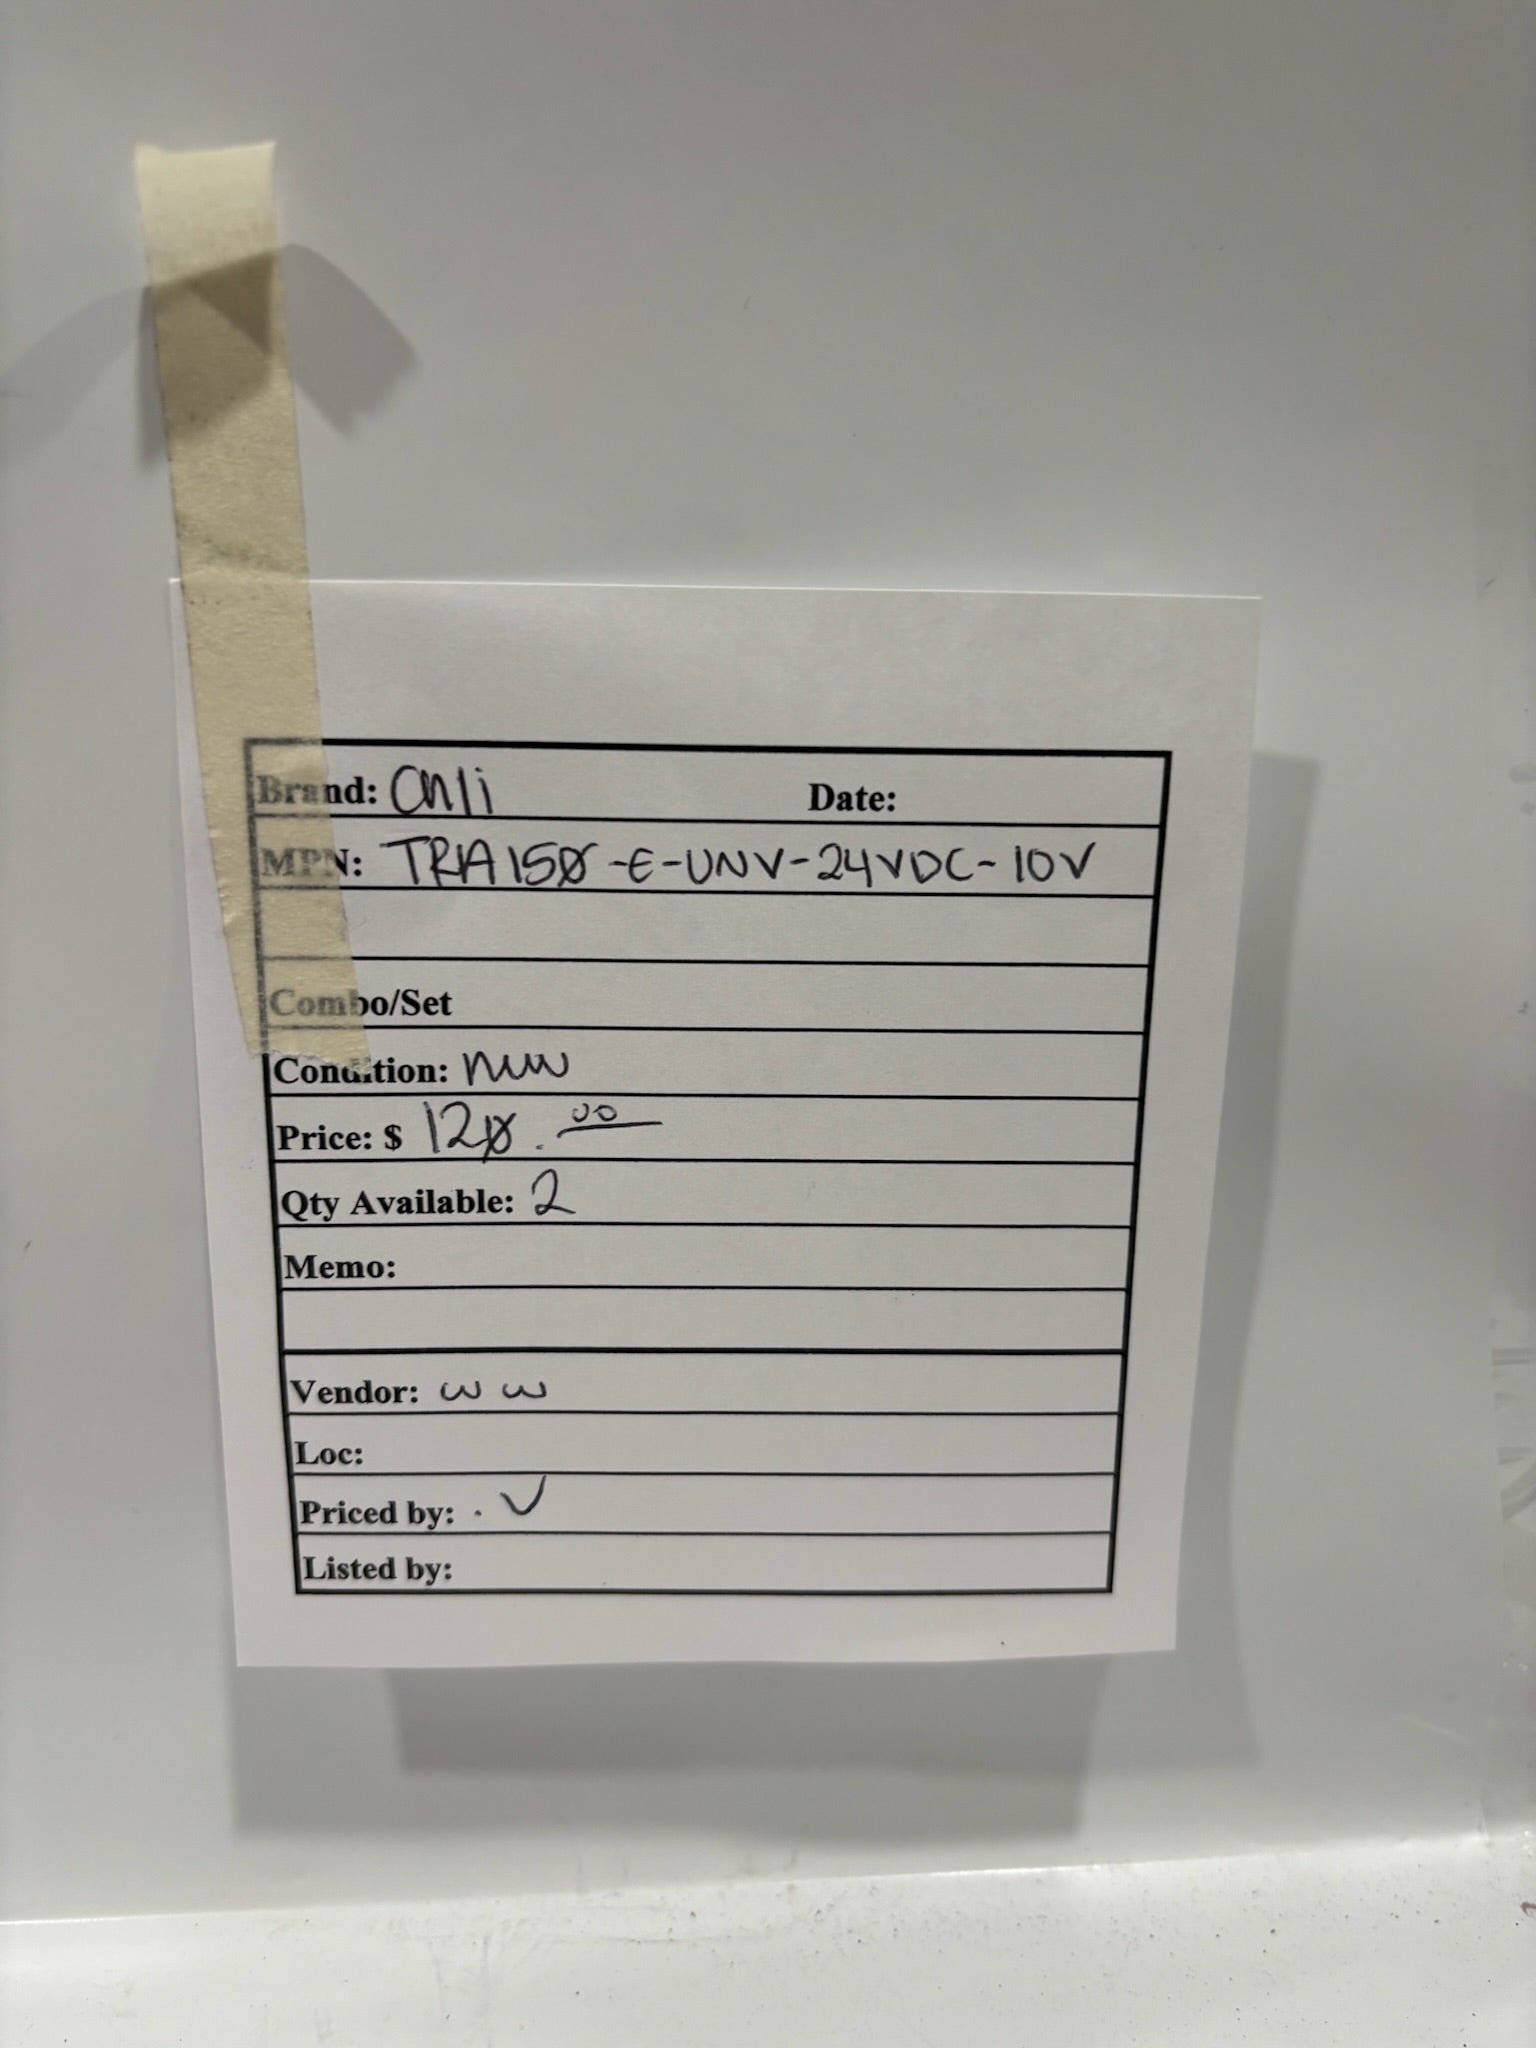 Brand: Chli Date:
MPN: TRIA150-E-UNV-24VDC-10V
Combo/Set
Condition: new
Price: $ 120.00
Qty Available: 2
Memo:
Vendor: WW
Loc:
Priced by: . V
Listed by: